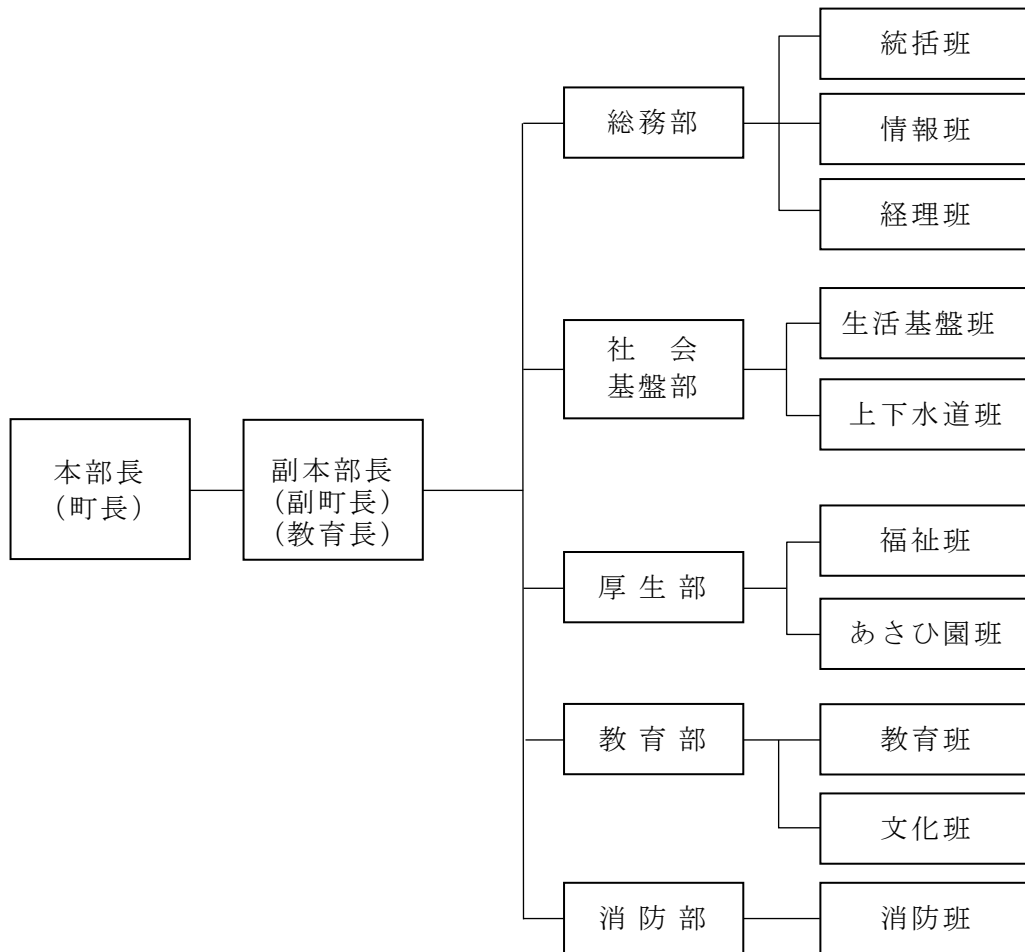 本部長
(町長)
副本部長
(副町長)
(教育長)
総務部
統括班
情報班
経理班
社　会
基盤部
生活基盤班
上下水道班
厚 生 部
福祉班
あさひ園班
教 育 部
教育班
文化班
消 防 部
消防班